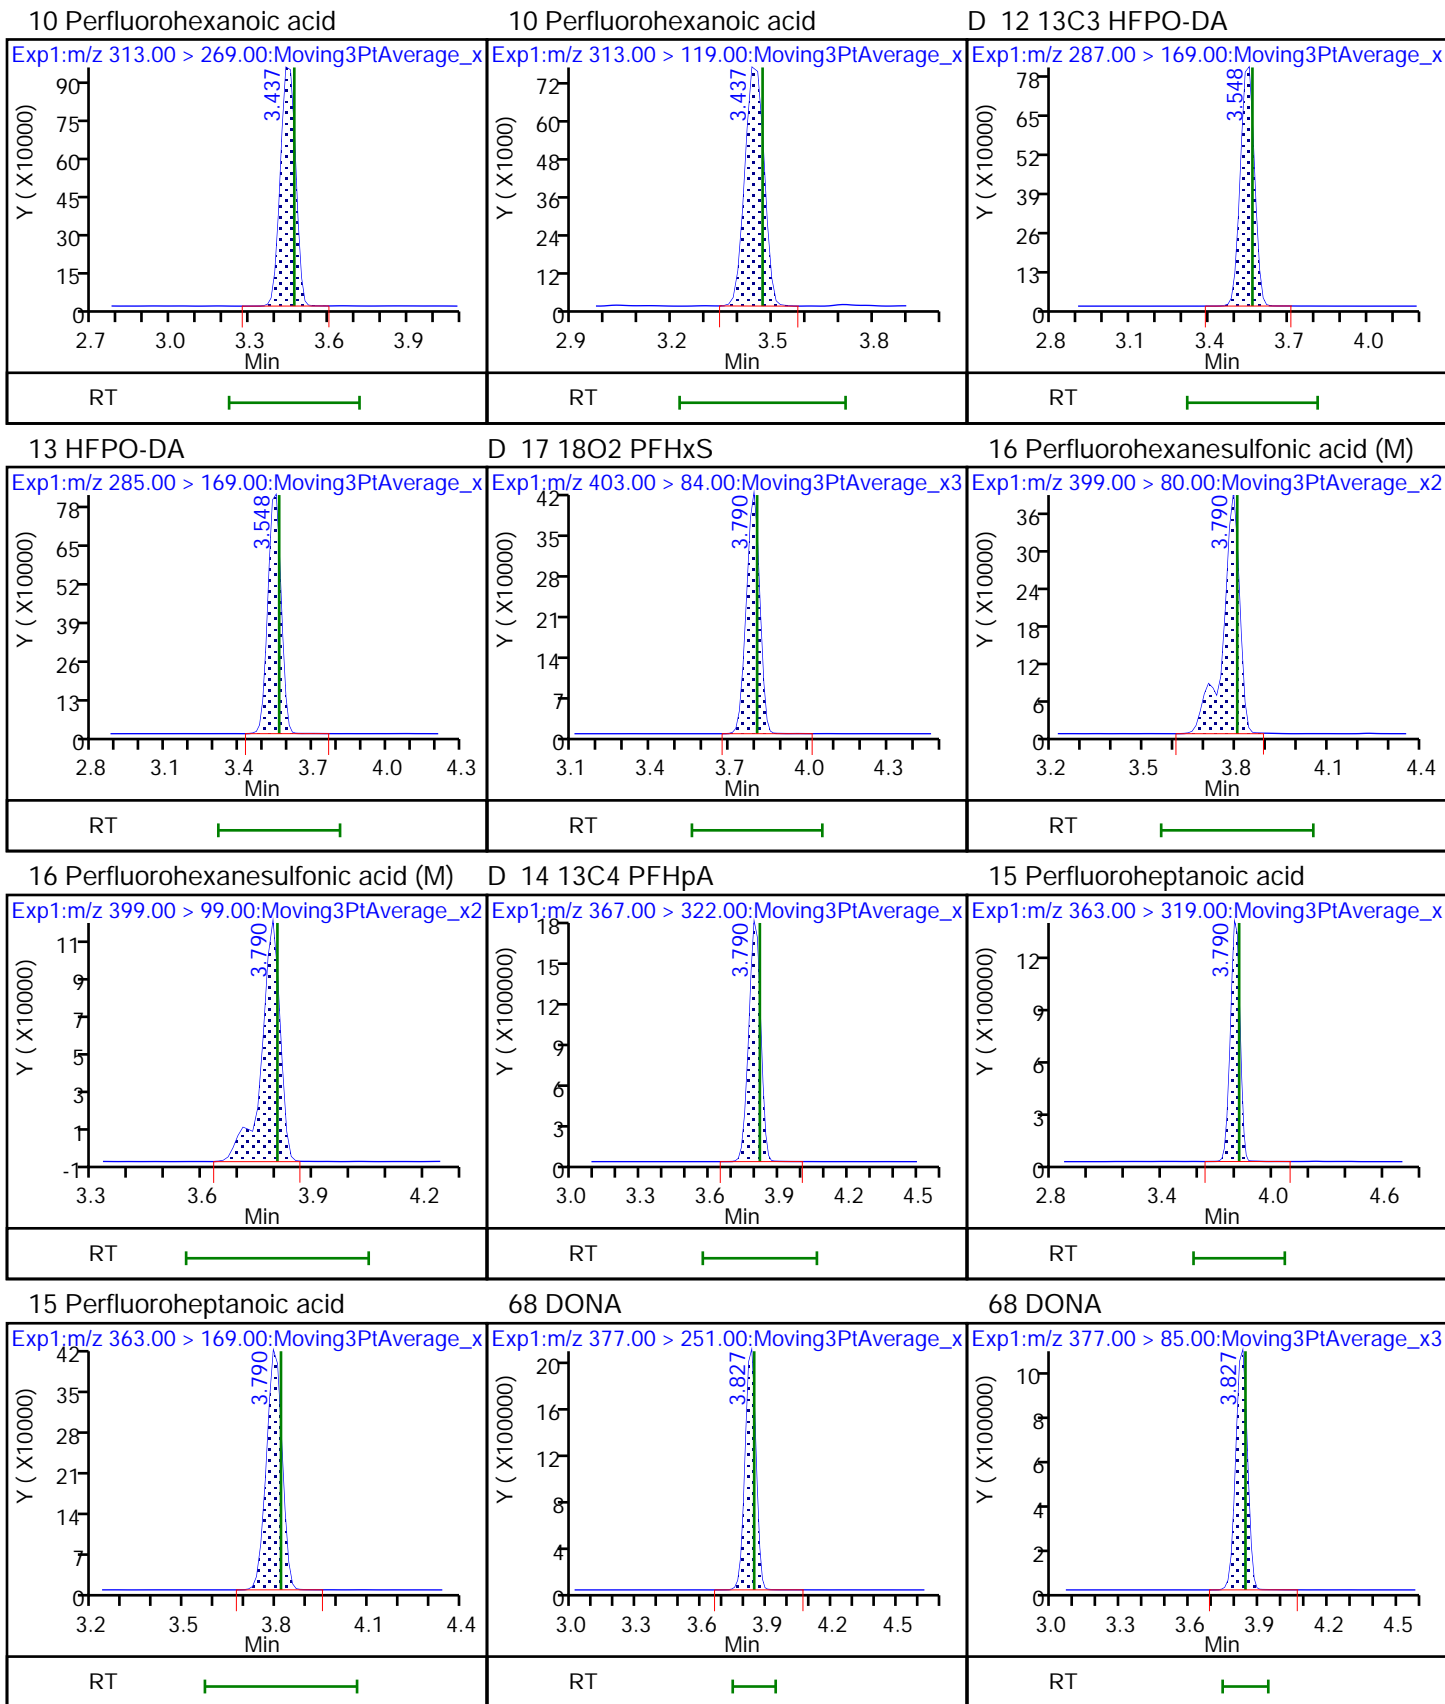 10 Perfluorohexanoic acid
Exp1:m/z 313.00 > 269.00:Moving3PtAverage_x
Y ( X10000)
90
75
60
45
30
15
0
3.437
2.7 3.0 3.3 3.6 3.9
Min
RT
10 Perfluorohexanoic acid
Exp1:m/z 313.00 > 119.00:Moving3PtAverage_x
Y ( X1000)
72
60
48
36
24
12
0
3.437
2.9 3.2 3.5 3.8
Min
RT
D 12 13C3 HFPO-DA
Exp1:m/z 287.00 > 169.00:Moving3PtAverage_x
Y ( X10000)
78
65
52
39
26
13
0
3.548
2.8 3.1 3.4 3.7 4.0
Min
RT
13 HFPO-DA
Exp1:m/z 285.00 > 169.00:Moving3PtAverage_x
Y ( X10000)
78
65
52
39
26
13
0
3.548
2.8 3.1 3.4 3.7 4.0 4.3
Min
RT
D 17 18O2 PFHxS
Exp1:m/z 403.00 > 84.00:Moving3PtAverage_x3
Y ( X10000)
42
35
28
21
14
7
0
3.790
3.1 3.4 3.7 4.0 4.3
Min
RT
16 Perfluorohexanesulfonic acid (M)
Exp1:m/z 399.00 > 80.00:Moving3PtAverage_x2
Y ( X10000)
36
30
24
18
12
6
0
3.790
3.2 3.5 3.8 4.1 4.4
Min
RT
16 Perfluorohexanesulfonic acid (M)
Exp1:m/z 399.00 > 99.00:Moving3PtAverage_x2
Y ( X10000)
11
9
7
5
3
1
-1
3.790
3.3 3.6 3.9 4.2
Min
RT
D 14 13C4 PFHpA
Exp1:m/z 367.00 > 322.00:Moving3PtAverage_x
Y ( X100000)
18
15
12
9
6
3
0
3.790
3.0 3.3 3.6 3.9 4.2 4.5
Min
RT
15 Perfluoroheptanoic acid
Exp1:m/z 363.00 > 319.00:Moving3PtAverage_x
Y ( X100000)
12
9
6
3
0
3.790
2.8 3.4 4.0 4.6
Min
RT
15 Perfluoroheptanoic acid
Exp1:m/z 363.00 > 169.00:Moving3PtAverage_x
Y ( X10000)
42
35
28
21
14
7
0
3.790
3.2 3.5 3.8 4.1 4.4
Min
RT
68 DONA
Exp1:m/z 377.00 > 251.00:Moving3PtAverage_x
Y ( X100000)
20
16
12
8
4
0
3.827
3.0 3.3 3.6 3.9 4.2 4.5
Min
RT
68 DONA
Exp1:m/z 377.00 > 85.00:Moving3PtAverage_x3
Y ( X100000)
10
8
6
4
2
0
3.827
3.0 3.3 3.6 3.9 4.2 4.5
Min
RT